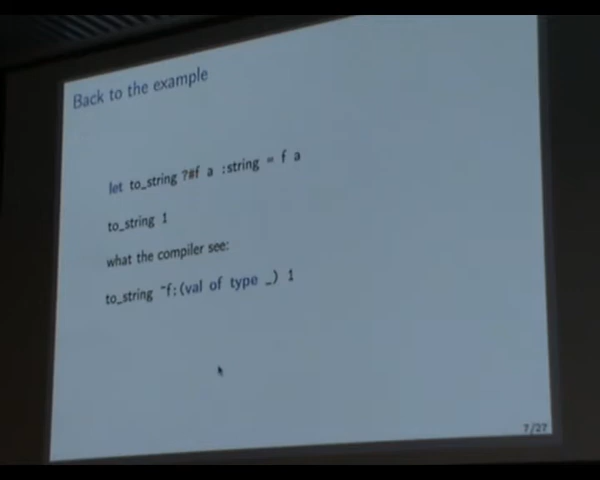 Back to the example
let to_string ?#f a :string = f a
to_string 1
what the compiler see:
to_string ~f:(val of type _) 1
7/27